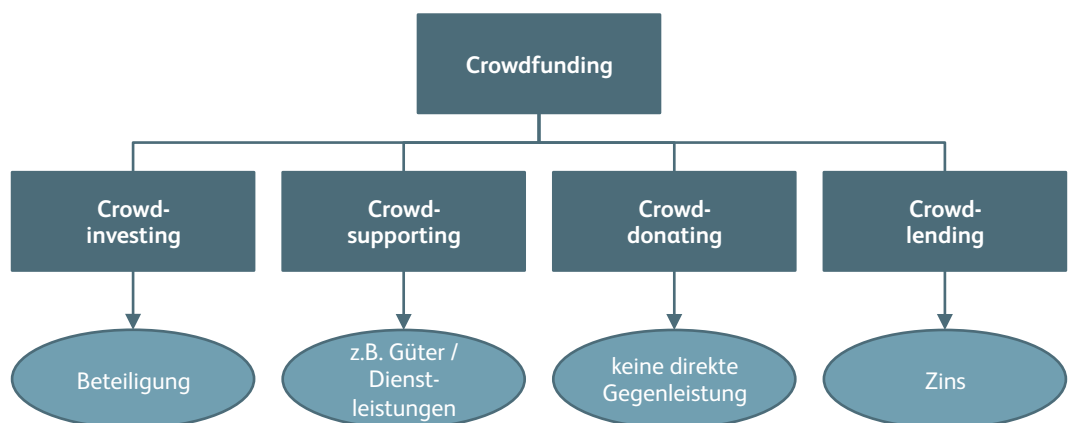 Crowdfunding
Crowd-
investing
Crowd-
supporting
Crowd-
donating
Crowd-
lending
Beteiligung
z.B. Güter /
Dienst-
leistungen
keine direkte
Gegenleistung
Zins